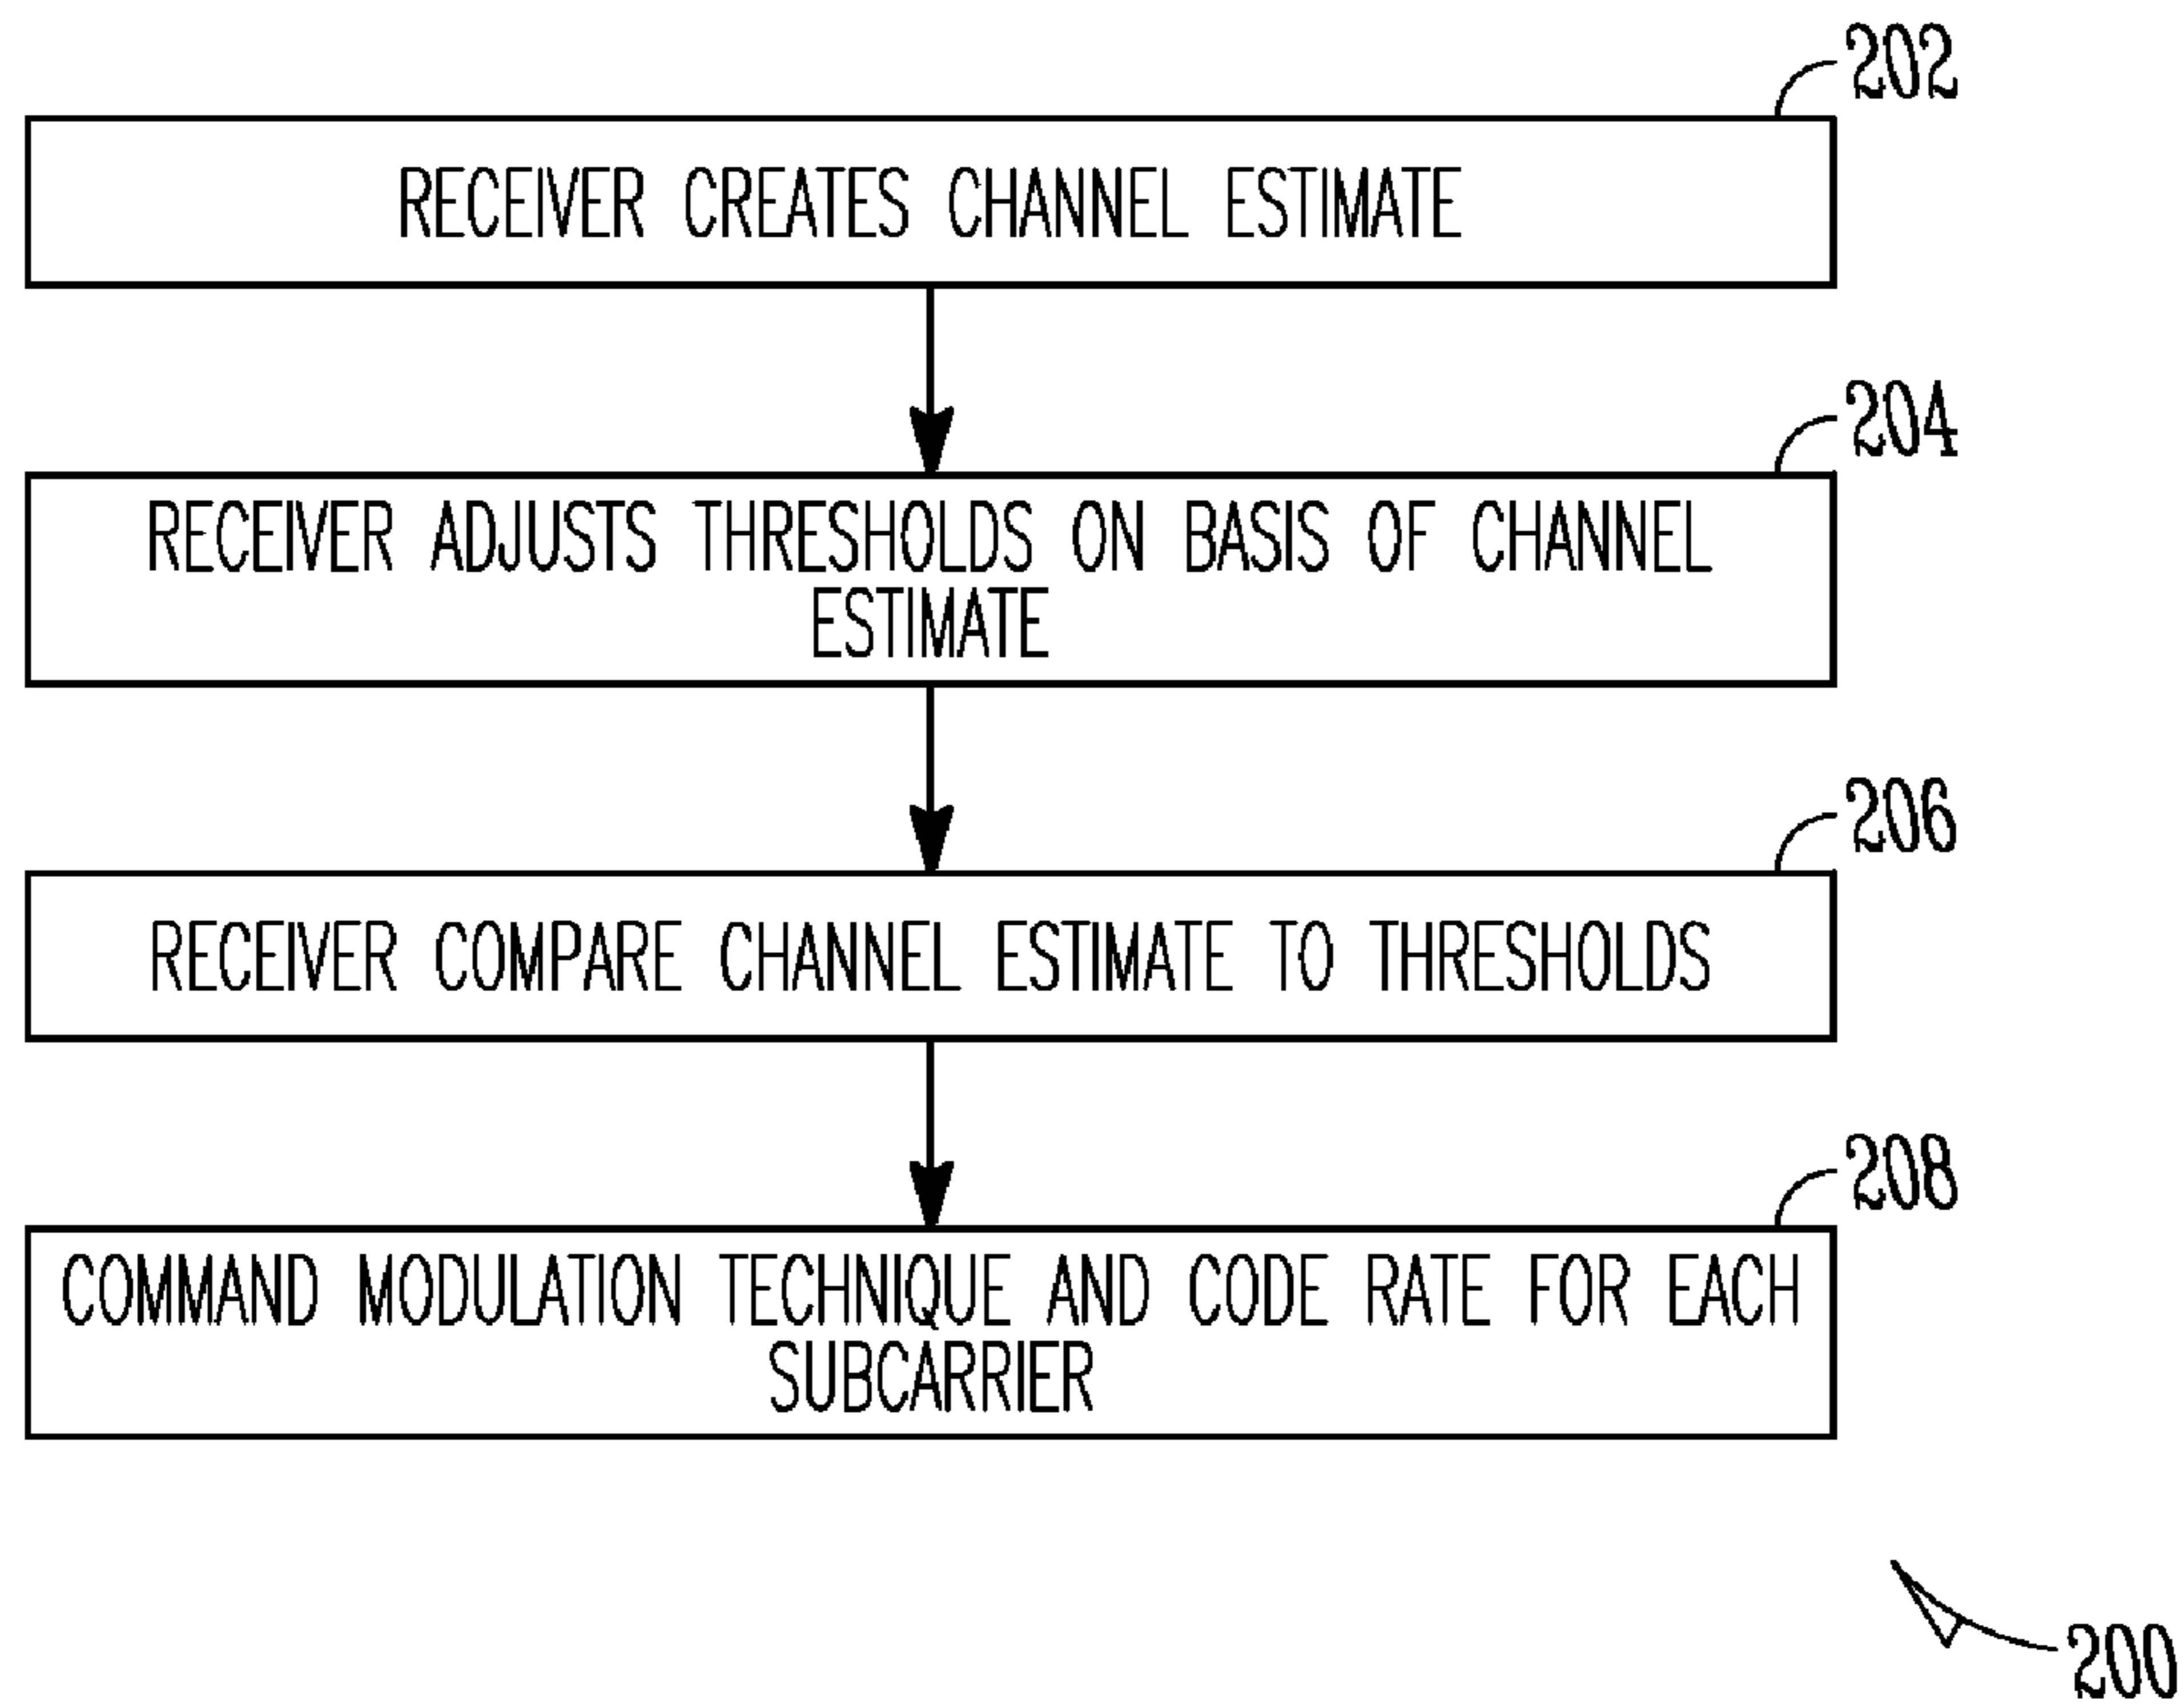 202
RECEIVER CREATES CHANNEL ESTIMATE
204
RECEIVER ADJUSTS THRESHOLDS ON BASIS OF CHANNEL
ESTIMATE
206
RECEIVER COMPARE CHANNEL ESTIMATE TO THRESHOLDS
208
COMMAND MODULATION TECHNIQUE AND CODE RATE FOR EACH
SUBCARRIER
200